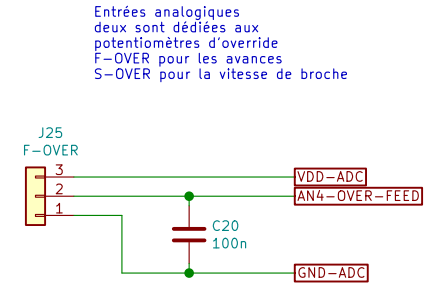 Entrées analogiques
deux sont dédiées aux
potentiomètres d'override
F-OVER pour les avances
S-OVER pour la vitesse de broche
J25
F-OVER
3
VDD-ADC
2
AN4-OVER-FEED
1
C20
100n
GND-ADC